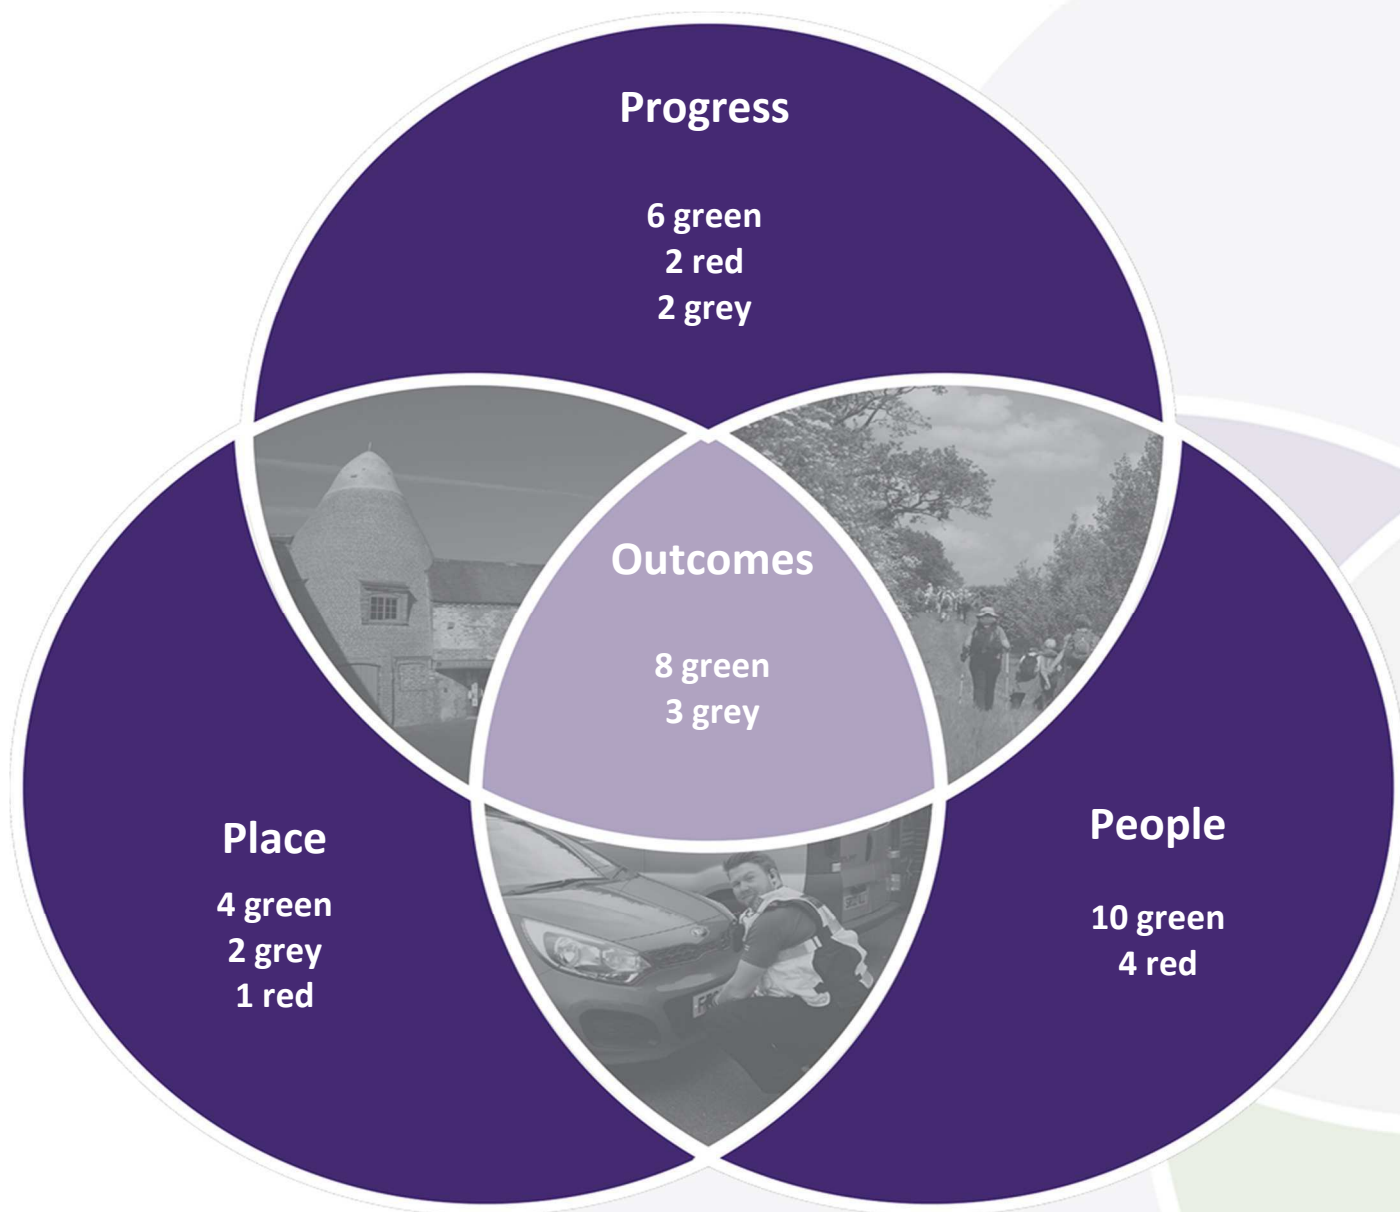 Progress
6 green
2 red
2 grey
Outcomes
8 green
3 grey
Place
4 green
2 grey
1 red
People
10 green
4 red